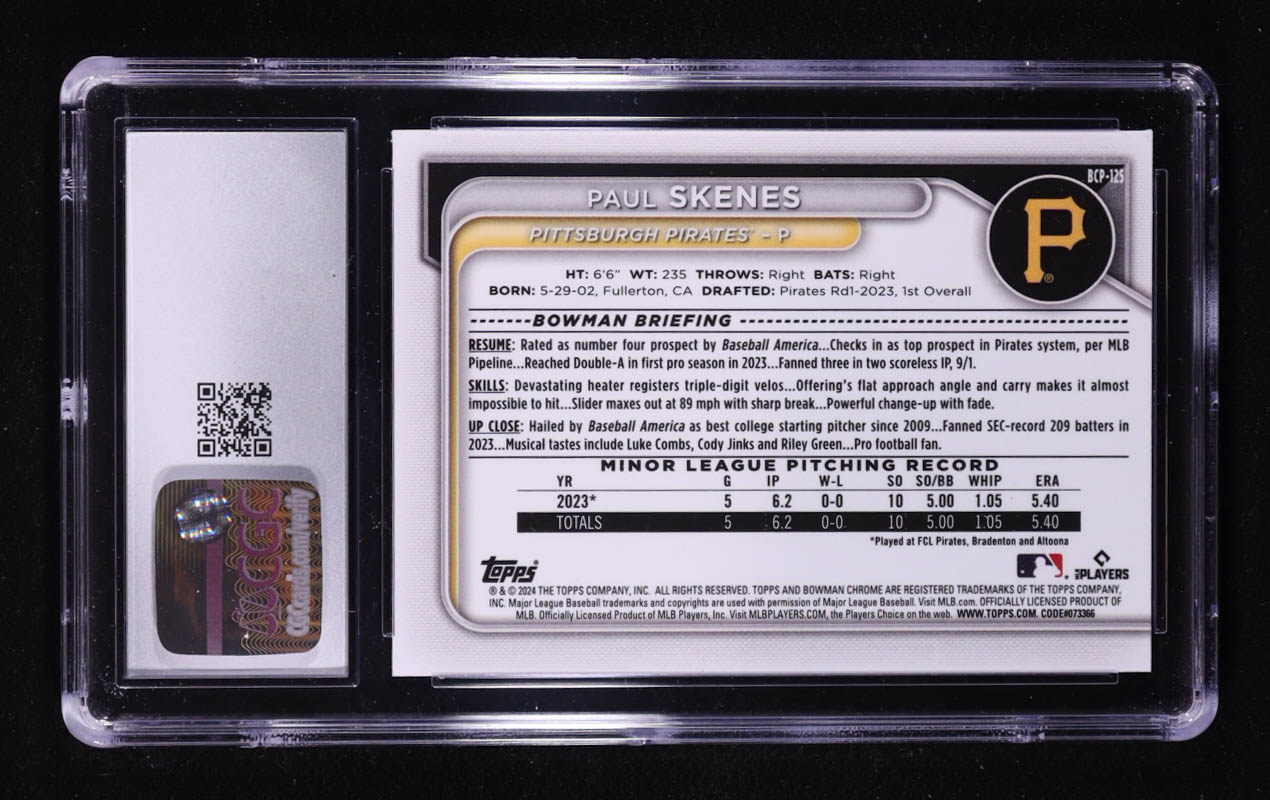 BCP-125
PAUL SKENES
PITTSBURGH PIRATES™ – P
P®
HT: 6'6" WT: 235 THROWS: Right BATS: Right
BORN: 5-29-02, Fullerton, CA DRAFTED: Pirates Rd1-2023, 1st Overall
BOWMAN BRIEFING
RESUME: Rated as number four prospect by Baseball America...Checks in as top prospect in Pirates system, per MLB
Pipeline...Reached Double-A in first pro season in 2023...Fanned three in two scoreless IP, 9/1.
SKILLS: Devastating heater registers triple-digit velos...Offering's flat approach angle and carry makes it almost
impossible to hit...Slider maxes out at 89 mph with sharp break...Powerful change-up with fade.
UP CLOSE: Hailed by Baseball America as best college starting pitcher since 2009...Fanned SEC-record 209 batters in
2023...Musical tastes include Luke Combs, Cody Jinks and Riley Green...Pro football fan.
MINOR LEAGUE PITCHING RECORD
YR G IP W-L SO SO/BB WHIP ERA
2023* 5 6.2 0-0 10 5.00 1.05 5.40
TOTALS 5 6.2 0-0 10 5.00 1.05 5.40
*Played at FCL Pirates, Bradenton and Altoona
Topps
MLB PLAYERS
® & © 2024 THE TOPPS COMPANY, INC. ALL RIGHTS RESERVED. TOPPS AND BOWMAN CHROME ARE REGISTERED TRADEMARKS OF THE TOPPS COMPANY,
INC. Major League Baseball trademarks and copyrights are used with permission of Major League Baseball. Visit MLB.com. OFFICIALLY LICENSED PRODUCT OF
MLB. Officially Licensed Product of MLB Players, Inc. Visit MLBPLAYERS.COM, the Players Choice on the web. WWW.TOPPS.COM. CODE#073366
CGC
CGCcards.com/verify